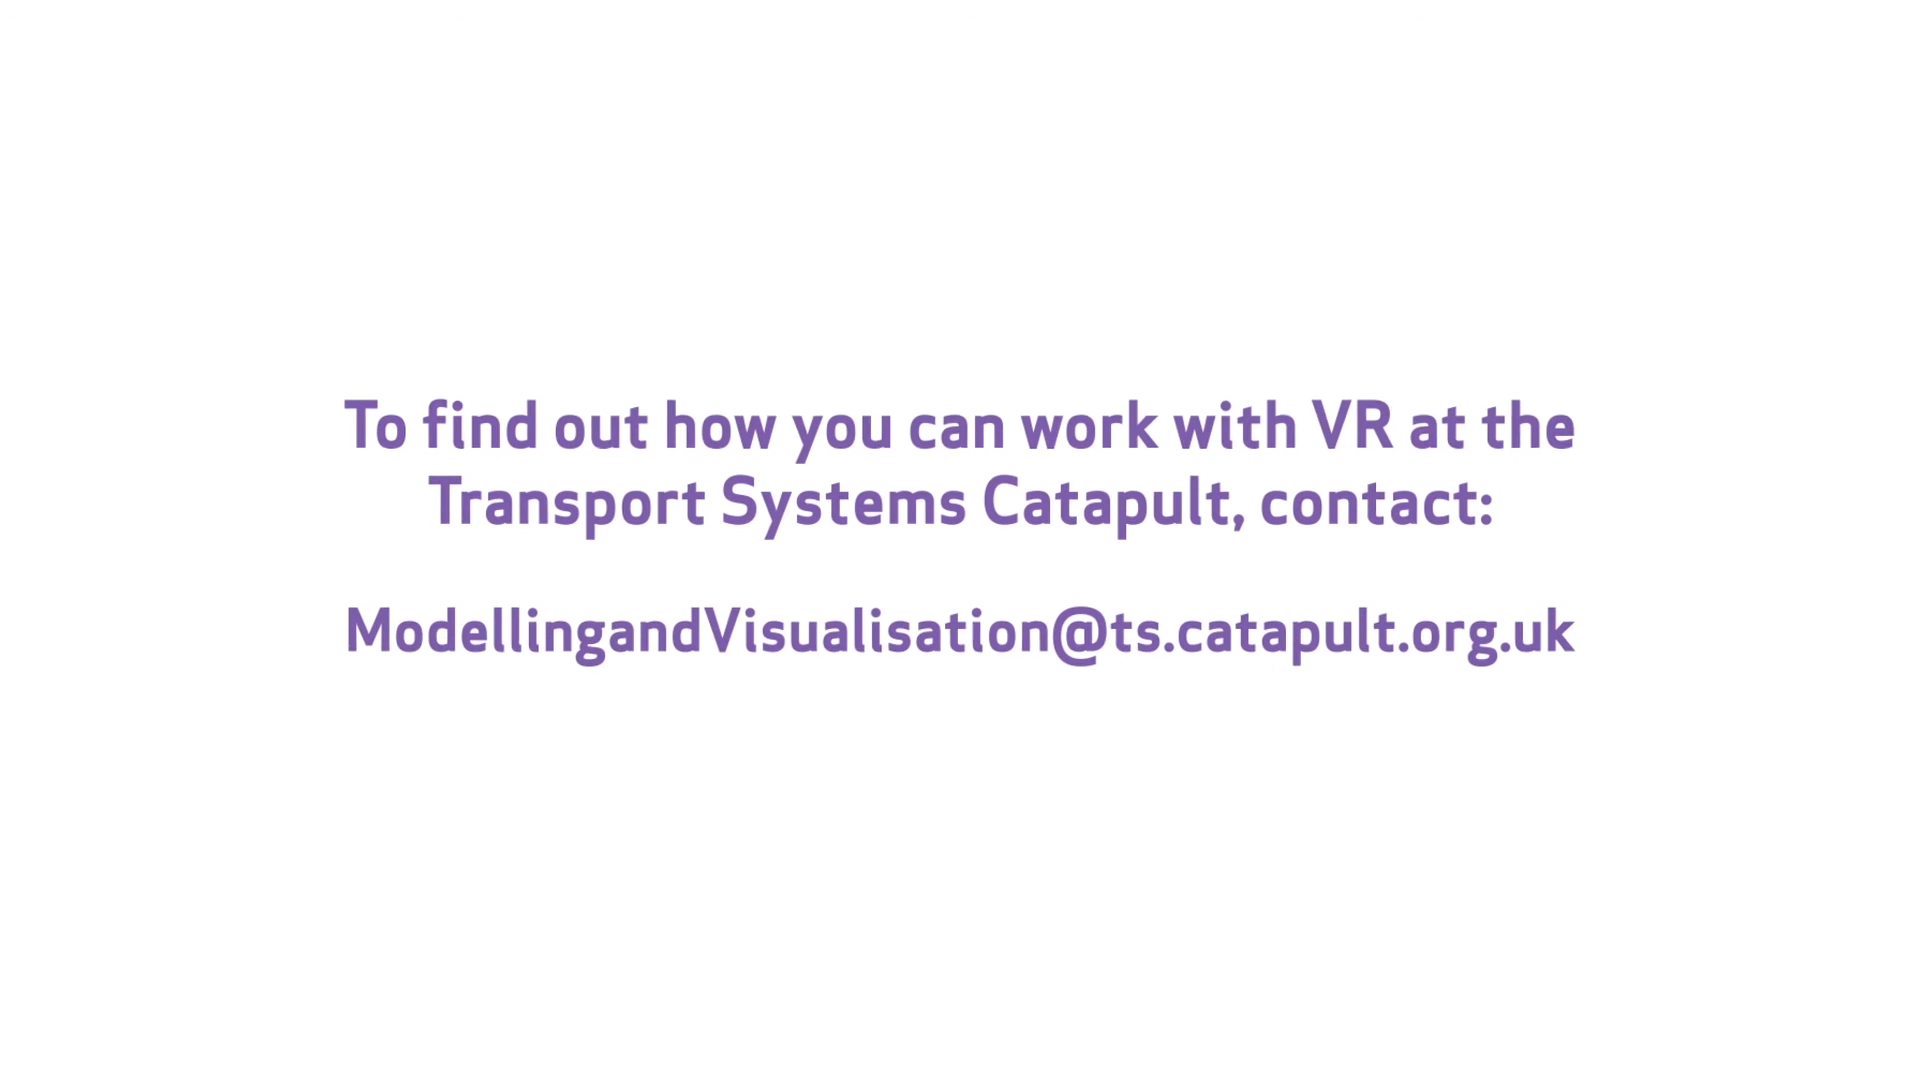 To find out how you can work with VR at the
Transport Systems Catapult, contact:
ModellingandVisualisation@ts.catapult.org.uk